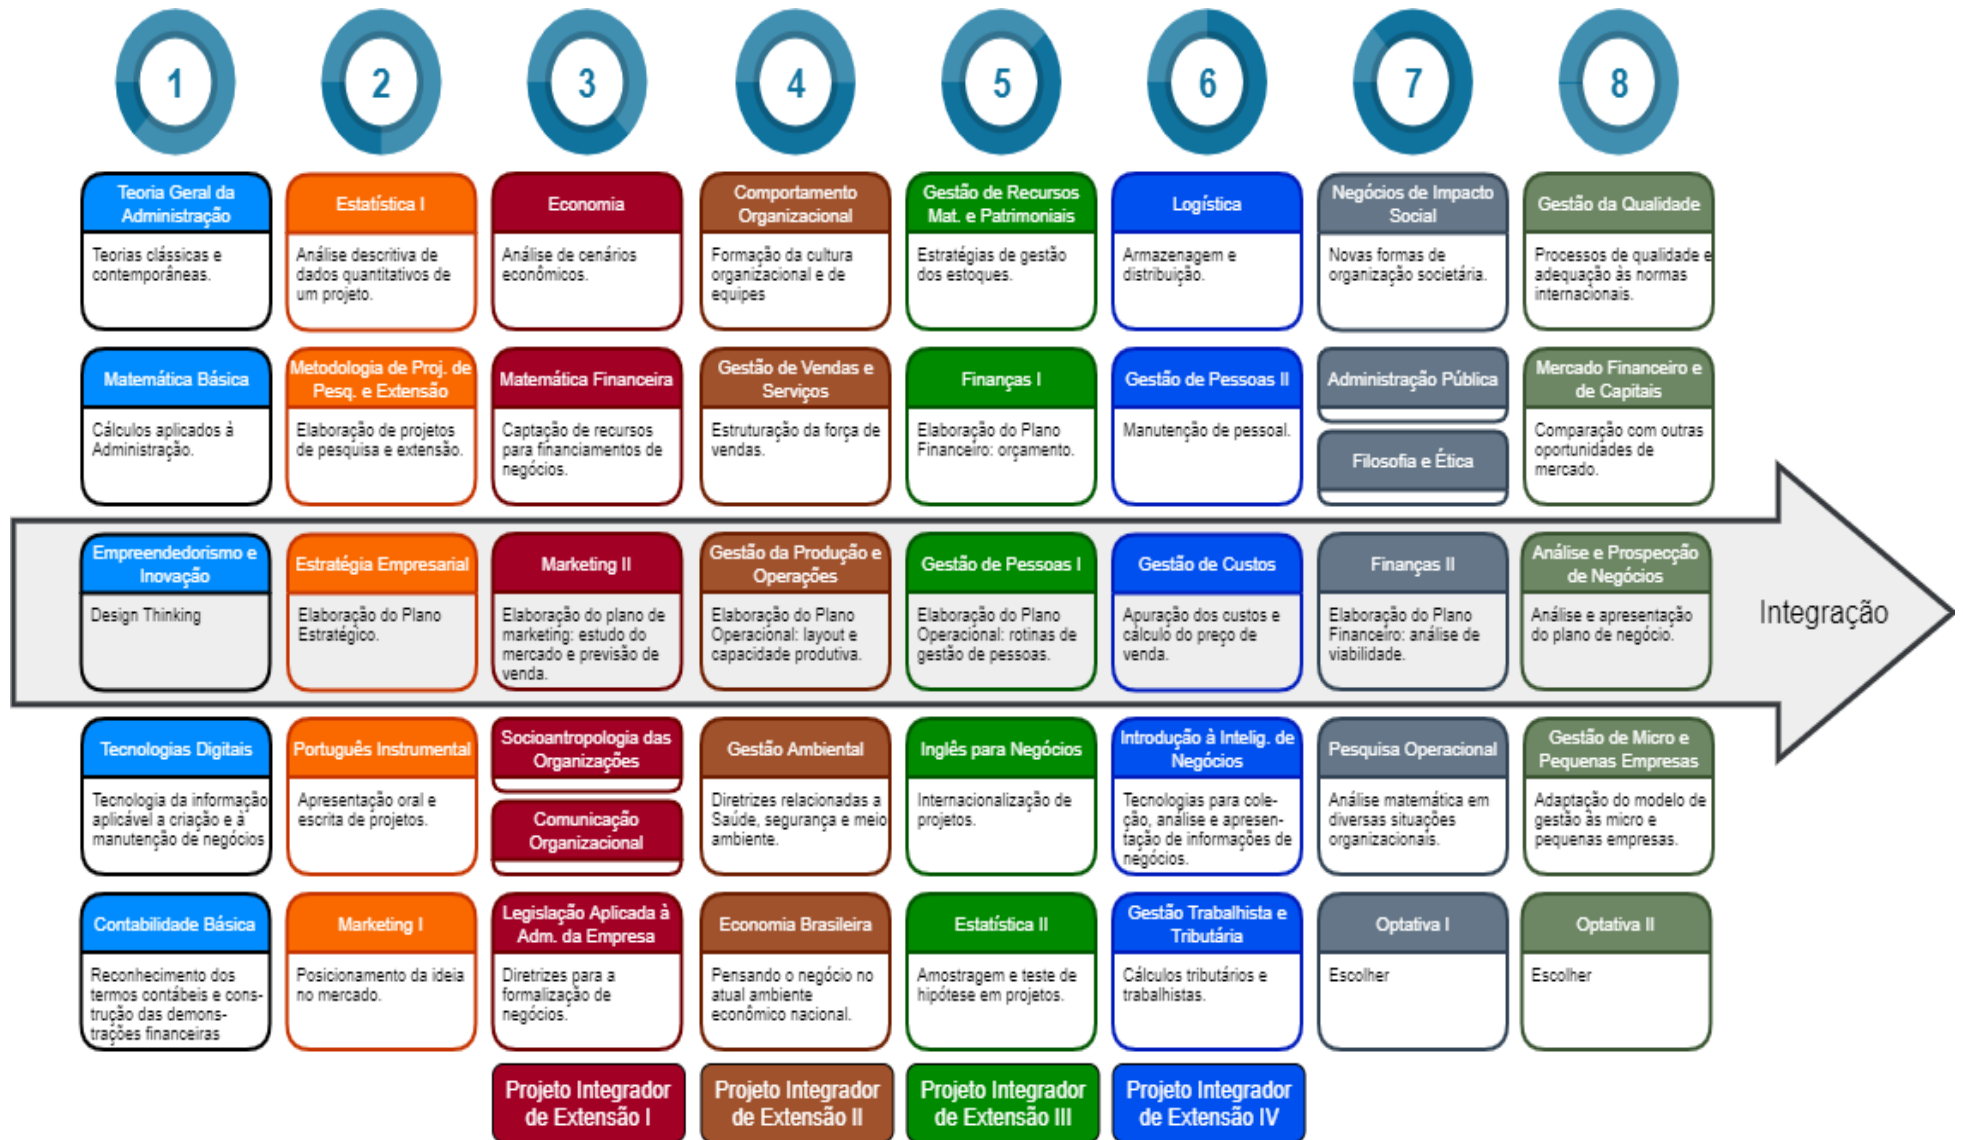 1
2
3
4
5
6
7
8
Teoria Geral da
Administração
Teorias clássicas e
contemporâneas.
Estatística I
Análise descritiva de
dados quantitativos de
um projeto.
Economia
Análise de cenários
econômicos.
Comportamento
Organizacional
Formação da cultura
organizacional e de
equipes
Gestão de Recursos
Mat. e Patrimoniais
Estratégias de gestão
dos estoques.
Logística
Armazenagem e
distribuição.
Negócios de Impacto
Social
Novas formas de
organização societária.
Gestão da Qualidade
Processos de qualidade e
adequação às normas
internacionais.
Matemática Básica
Cálculos aplicados à
Administração.
Metodologia de Proj. de
Pesq. e Extensão
Elaboração de projetos
de pesquisa e extensão.
Matemática Financeira
Captação de recursos
para financiamentos de
negócios.
Gestão de Vendas e
Serviços
Estruturação da força de
vendas.
Finanças I
Elaboração do Plano
Financeiro: orçamento.
Gestão de Pessoas II
Manutenção de pessoal.
Administração Pública
Filosofia e Ética
Mercado Financeiro e
de Capitais
Comparação com outras
oportunidades de
mercado.
Empreendedorismo e
Inovação
Design Thinking
Estratégia Empresarial
Elaboração do Plano
Estratégico.
Marketing II
Elaboração do plano de
marketing: estudo do
mercado e previsão de
venda.
Gestão da Produção e
Operações
Elaboração do Plano
Operacional: layout e
capacidade produtiva.
Gestão de Pessoas I
Elaboração do Plano
Operacional: rotinas de
gestão de pessoas.
Gestão de Custos
Apuração dos custos e
cálculo do preço de
venda.
Finanças II
Elaboração do Plano
Financeiro: análise de
viabilidade.
Análise e Prospecção
de Negócios
Análise e apresentação
do plano de negócio.
Integração
Tecnologias Digitais
Tecnologia da informação
aplicável a criação e à
manutenção de negócios
Português Instrumental
Apresentação oral e
escrita de projetos.
Socioantropologia das
Organizações
Comunicação
Organizacional
Gestão Ambiental
Diretrizes relacionadas a
Saúde, segurança e meio
ambiente.
Inglês para Negócios
Internacionalização de
projetos.
Introdução à Intelig. de
Negócios
Tecnologias para cole-
ção, análise e apresen-
tação de informações de
negócios.
Pesquisa Operacional
Análise matemática em
diversas situações
organizacionais.
Gestão de Micro e
Pequenas Empresas
Adaptação do modelo de
gestão às micro e
pequenas empresas.
Contabilidade Básica
Reconhecimento dos
termos contábeis e cons-
trução das demons-
trações financeiras
Marketing I
Posicionamento da ideia
no mercado.
Legislação Aplicada à
Adm. da Empresa
Diretrizes para a
formalização de
negócios.
Economia Brasileira
Pensando o negócio no
atual ambiente
econômico nacional.
Estatística II
Amostragem e teste de
hipótese em projetos.
Gestão Trabalhista e
Tributária
Cálculos tributários e
trabalhistas.
Optativa I
Escolher
Optativa II
Escolher
Projeto Integrador
de Extensão I
Projeto Integrador
de Extensão II
Projeto Integrador
de Extensão III
Projeto Integrador
de Extensão IV